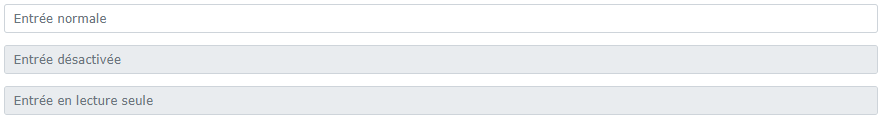 Entrée normale
Entrée désactivée
Entrée en lecture seule